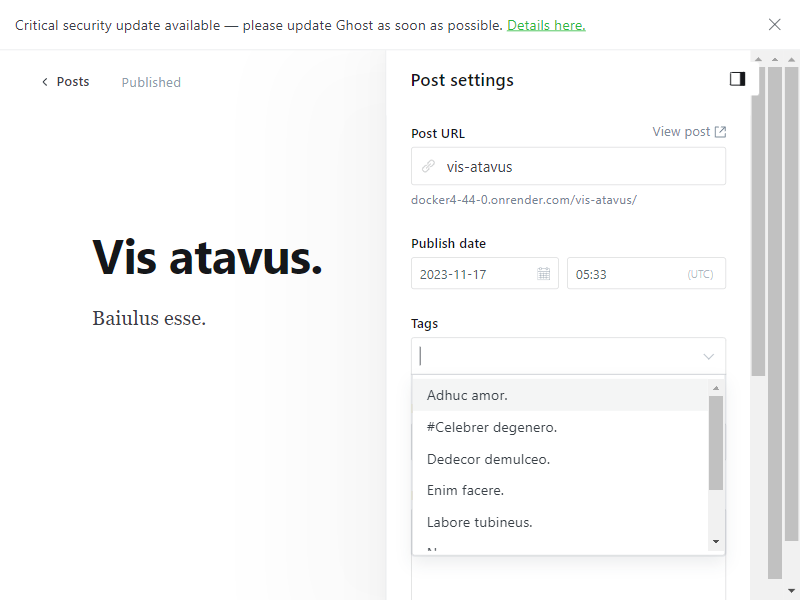 Critical security update available — please update Ghost as soon as possible. Details here.
Posts
Published
Post settings
Post URL
View post
vis-atavus
docker4-44-0.onrender.com/vis-atavus/
Publish date
2023-11-17
05:33
(UTC)
Vis atavus.
Baiulus esse.
Tags
Adhuc amor.
#Celebrer degenero.
Dedecor demulceo.
Enim facere.
Labore tubineus.